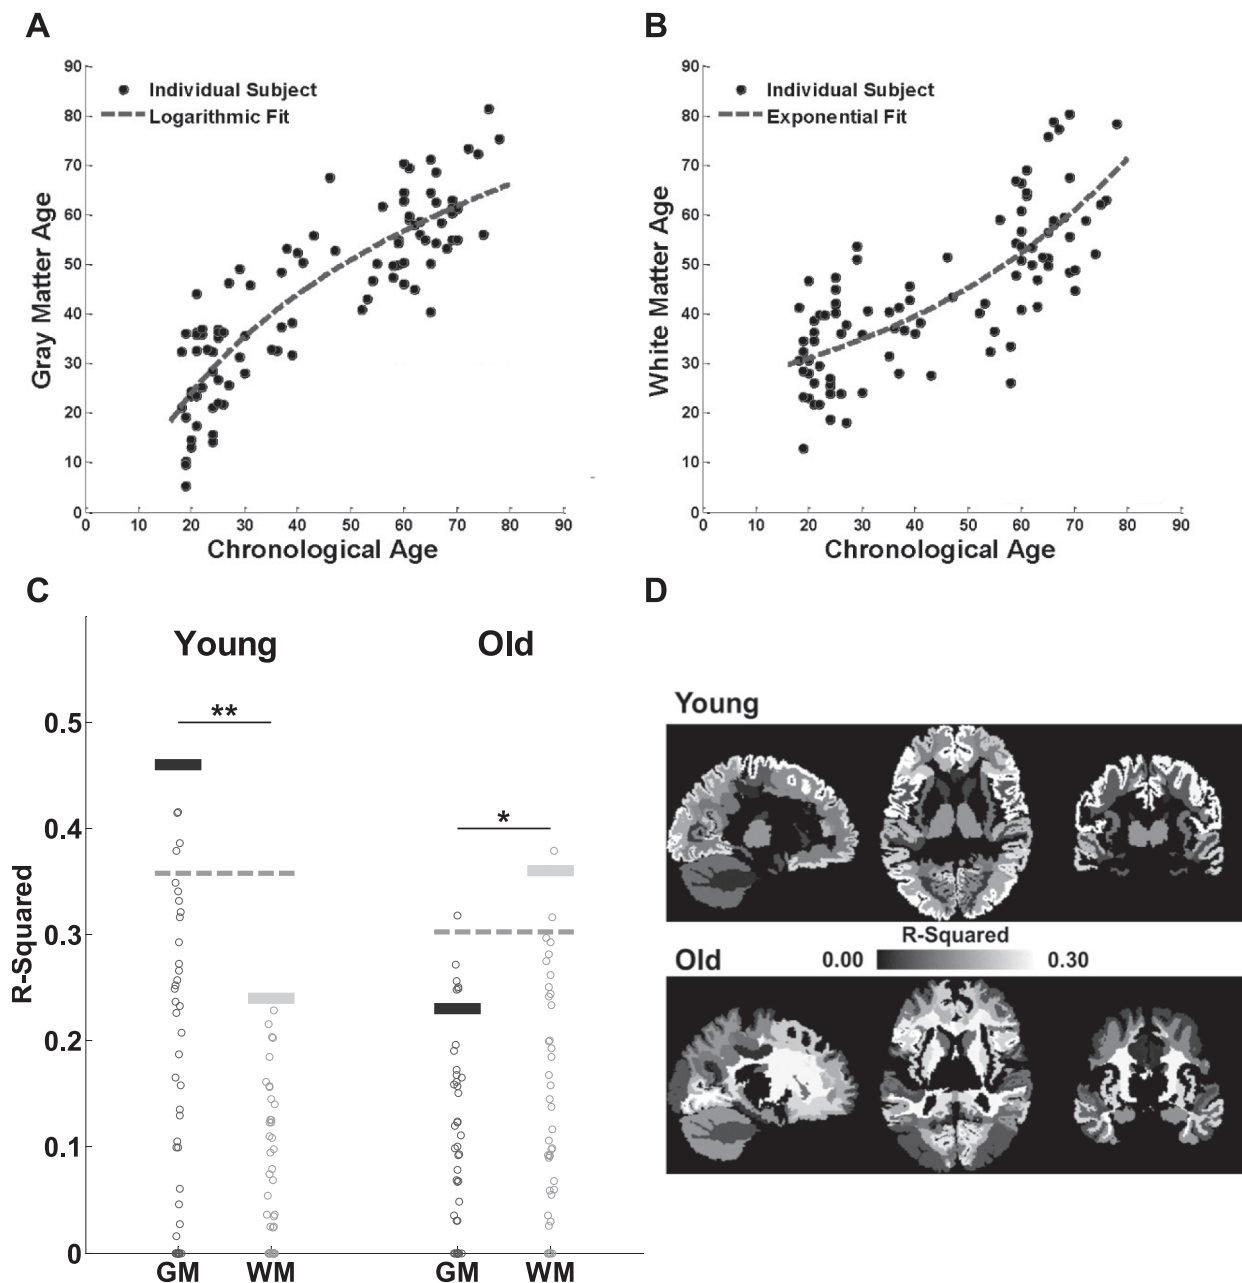 A
90
80
70
60
50
40
30
20
10
0
Gray Matter Age
Individual Subject
Logarithmic Fit
0 10 20 30 40 50 60 70 80 90
Chronological Age
B
90
80
70
60
50
40
30
20
10
0
White Matter Age
Individual Subject
Exponential Fit
0 10 20 30 40 50 60 70 80 90
Chronological Age
C
Young Old
**
*
0.5
0.4
0.3
0.2
0.1
0
R-Squared
GM WM GM WM
D
Young
R-Squared
Old 0.00 0.30